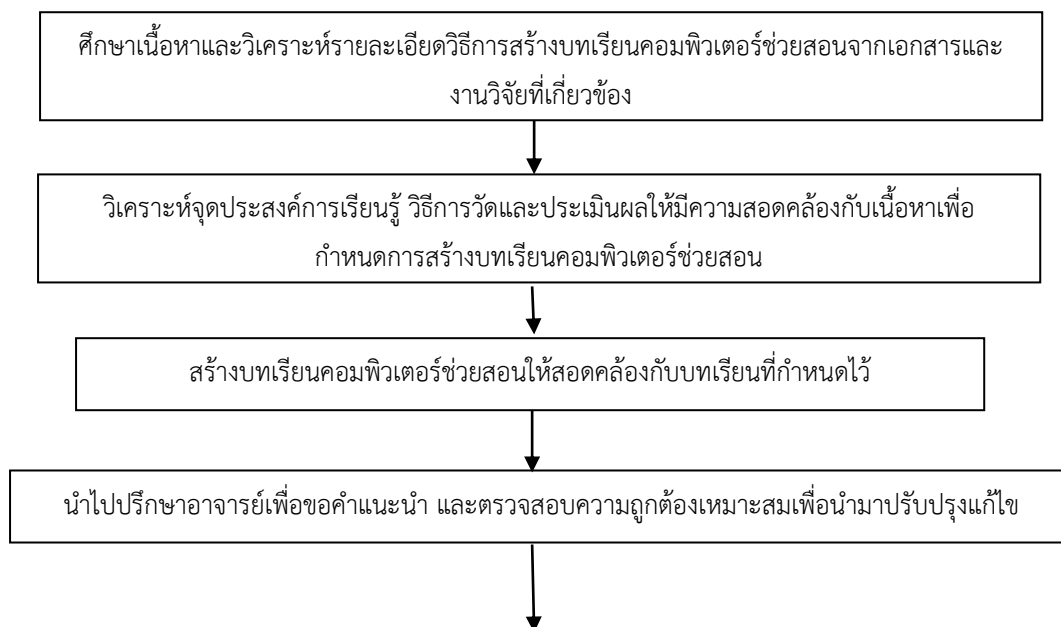 ศึกษาเนื้อหาและวิเคราะห์รายละเอียดวิธีการสร้างบทเรียนคอมพิวเตอร์ช่วยสอนจากเอกสารและ
งานวิจัยที่เกี่ยวข้อง
วิเคราะห์จุดประสงค์การเรียนรู้ วิธีการวัดและประเมินผลให้มีความสอดคล้องกับเนื้อหาเพื่อ
กำหนดการสร้างบทเรียนคอมพิวเตอร์ช่วยสอน
สร้างบทเรียนคอมพิวเตอร์ช่วยสอนให้สอดคล้องกับบทเรียนที่กำหนดไว้
นำไปปรึกษาอาจารย์เพื่อขอคำแนะนำ และตรวจสอบความถูกต้องเหมาะสมเพื่อนำมาปรับปรุงแก้ไข